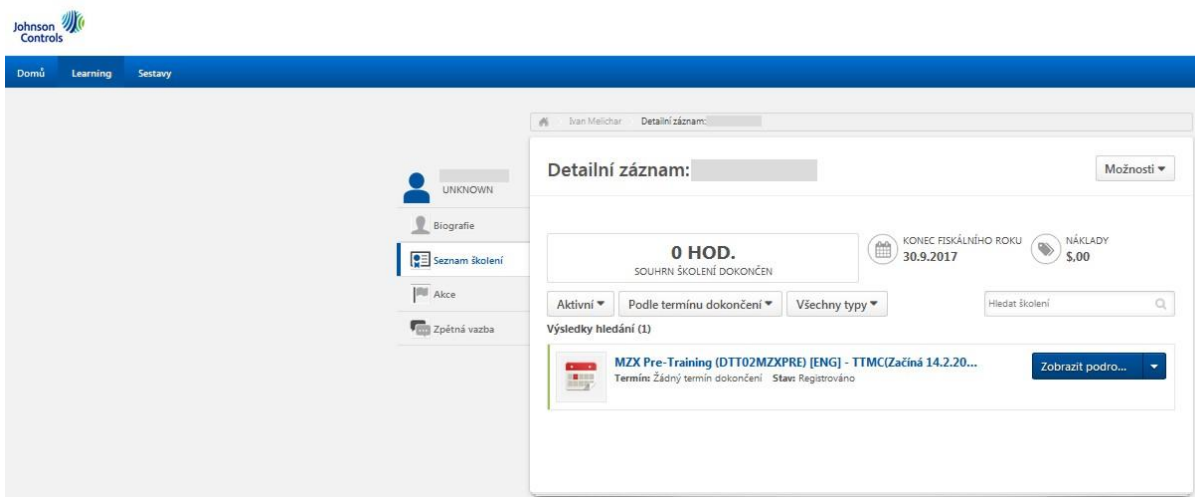 Johnson
Controls
Domů Learning Sestavy
Ivan Melichar Detailní záznam:
UNKNOWN
Biografie
Seznam školení
Akce
Zpětná vazba
Detailní záznam:
Možnosti
0 HOD.
SOUHRN ŠKOLENÍ DOKONČEN
KONEC FISKÁLNÍHO ROKU
30.9.2017
NÁKLADY
$,00
Aktivní Podle termínu dokončení Všechny typy Hledat školení
Výsledky hledání (1)
MZX Pre-Training (DTT02MZXPRE) [ENG] - TTMC(Začíná 14.2.20...
Termín: Žádný termín dokončení Stav: Registrováno
Zobrazit podro...